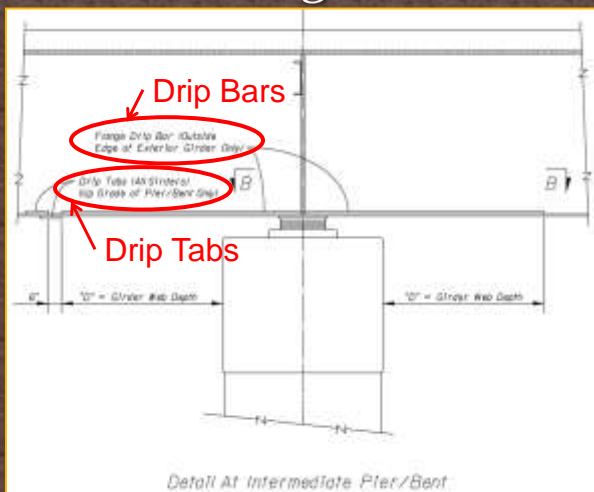 Drip Bars
Flange Drip Bar (Outside
Edge of Exterior Girder Only)
Drip Tabs (All Girders)
(Up Grade of Pier/Bent Only)
B
B
Drip Tabs
6"
"D" = Girder Web Depth
"D" = Girder Web Depth
Detail At Intermediate Pier/Bent